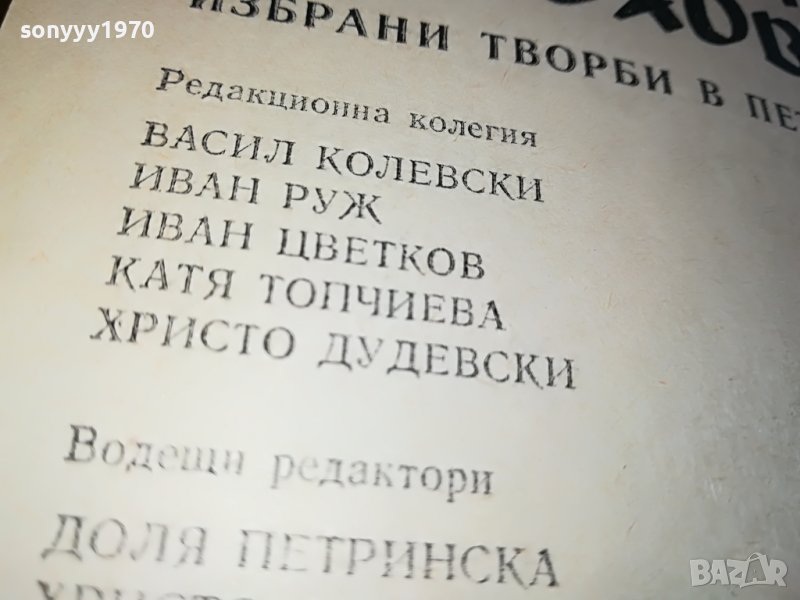 sonyyy1970
ИЗБРАНИ ТВОРБИ В
Редакционна колегия
ВАСИЛ КОЛЕВСКИ
ИВАН РУЖ
ИВАН ЦВЕТКОВ
КАТЯ ТОПЧИЕВА
ХРИСТО ДУДЕВСКИ
Водещи редактори
ДОЛЯ ПЕТРИНСКА
BAZAR